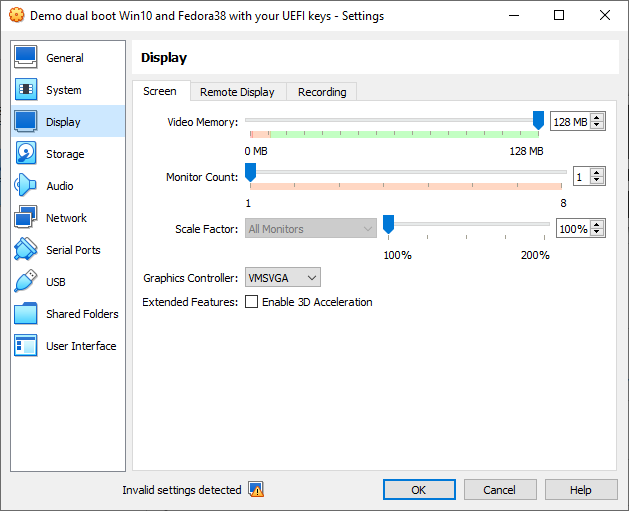 Demo dual boot Win10 and Fedora38 with your UEFI keys - Settings
General
System
Display
Storage
Audio
Network
Serial Ports
USB
Shared Folders
User Interface
Display
Screen Remote Display Recording
Video Memory: 128 MB
0 MB 128 MB
Monitor Count: 1
1 8
Scale Factor: All Monitors 100%
100% 200%
Graphics Controller: VMSVGA
Extended Features: Enable 3D Acceleration
Invalid settings detected OK Cancel Help